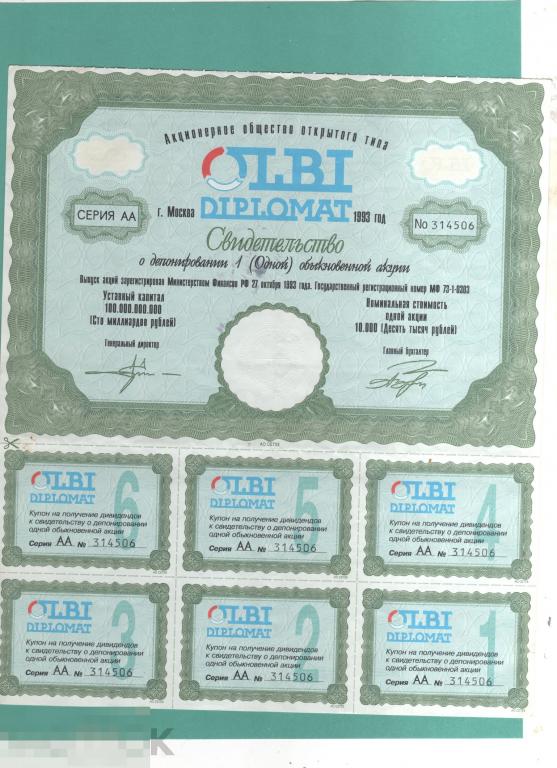 Акционерное общество открытого типа
OLBI
DIPLOMAT
СЕРИЯ АА
г. Москва
1993 год
No 314506
Свидетельство
о депонировании 1 (Одной) обыкновенной акции
Выпуск акций зарегистрирован Министерством Финансов РФ 27 октября 1993 года. Государственный регистрационный номер МФ 73-1-0303
Уставный капитал
100.000.000.000
(Сто миллиардов рублей)
Номинальная стоимость
одной акции
10.000 (Десять тысяч рублей)
Генеральный директор
Главный бухгалтер
6
OLBI
DIPLOMAT
Купон на получение дивидендов
к свидетельству о депонировании
одной обыкновенной акции
Серия АА № 314506
5
OLBI
DIPLOMAT
Купон на получение дивидендов
к свидетельству о депонировании
одной обыкновенной акции
Серия АА № 314506
4
OLBI
DIPLOMAT
Купон на получение дивидендов
к свидетельству о депонировании
одной обыкновенной акции
Серия АА № 314506
3
OLBI
DIPLOMAT
Купон на получение дивидендов
к свидетельству о депонировании
одной обыкновенной акции
Серия АА № 314506
2
OLBI
DIPLOMAT
Купон на получение дивидендов
к свидетельству о депонировании
одной обыкновенной акции
Серия АА № 314506
1
OLBI
DIPLOMAT
Купон на получение дивидендов
к свидетельству о депонировании
одной обыкновенной акции
Серия АА № 314506